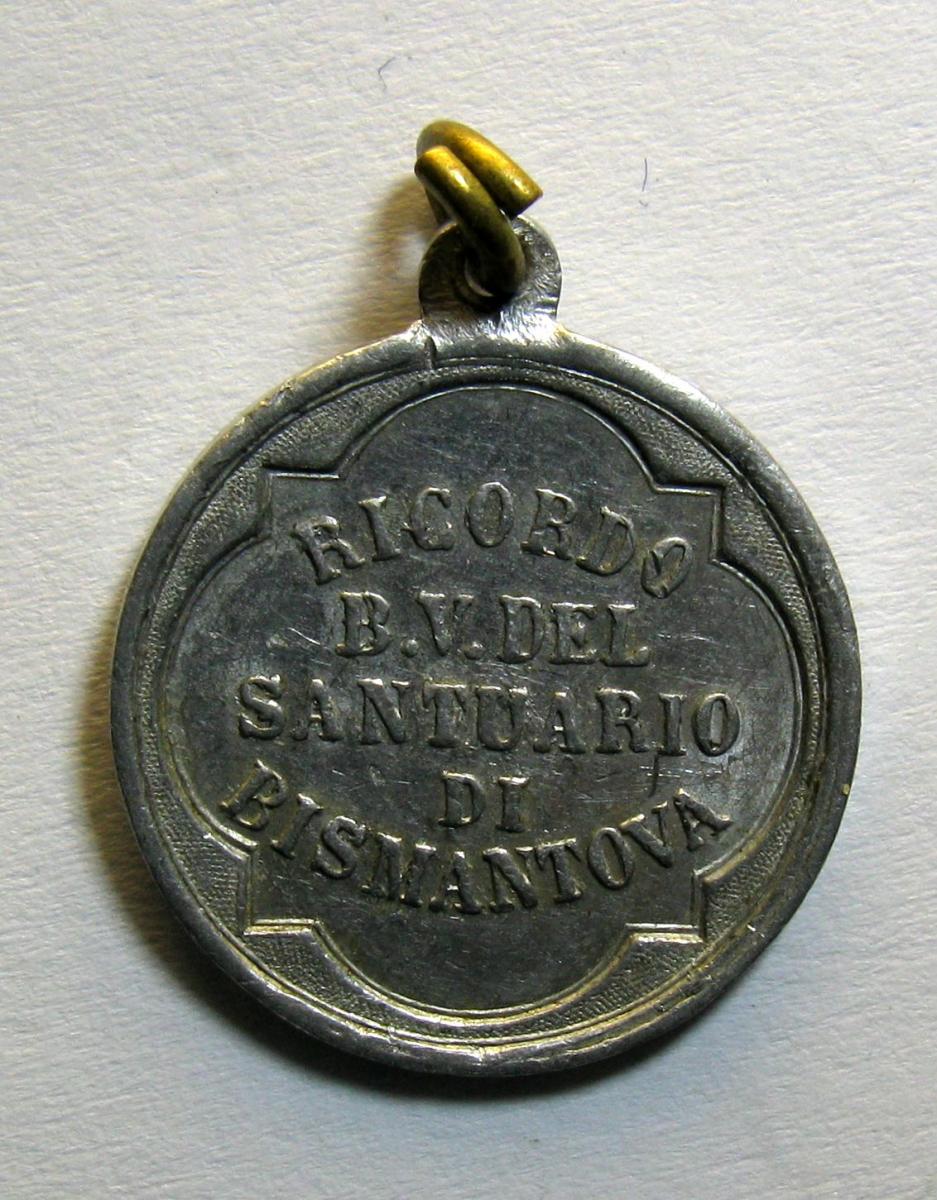 RICORDO
B.V. DEL
SANTUARIO
DI
BISMANTOVA